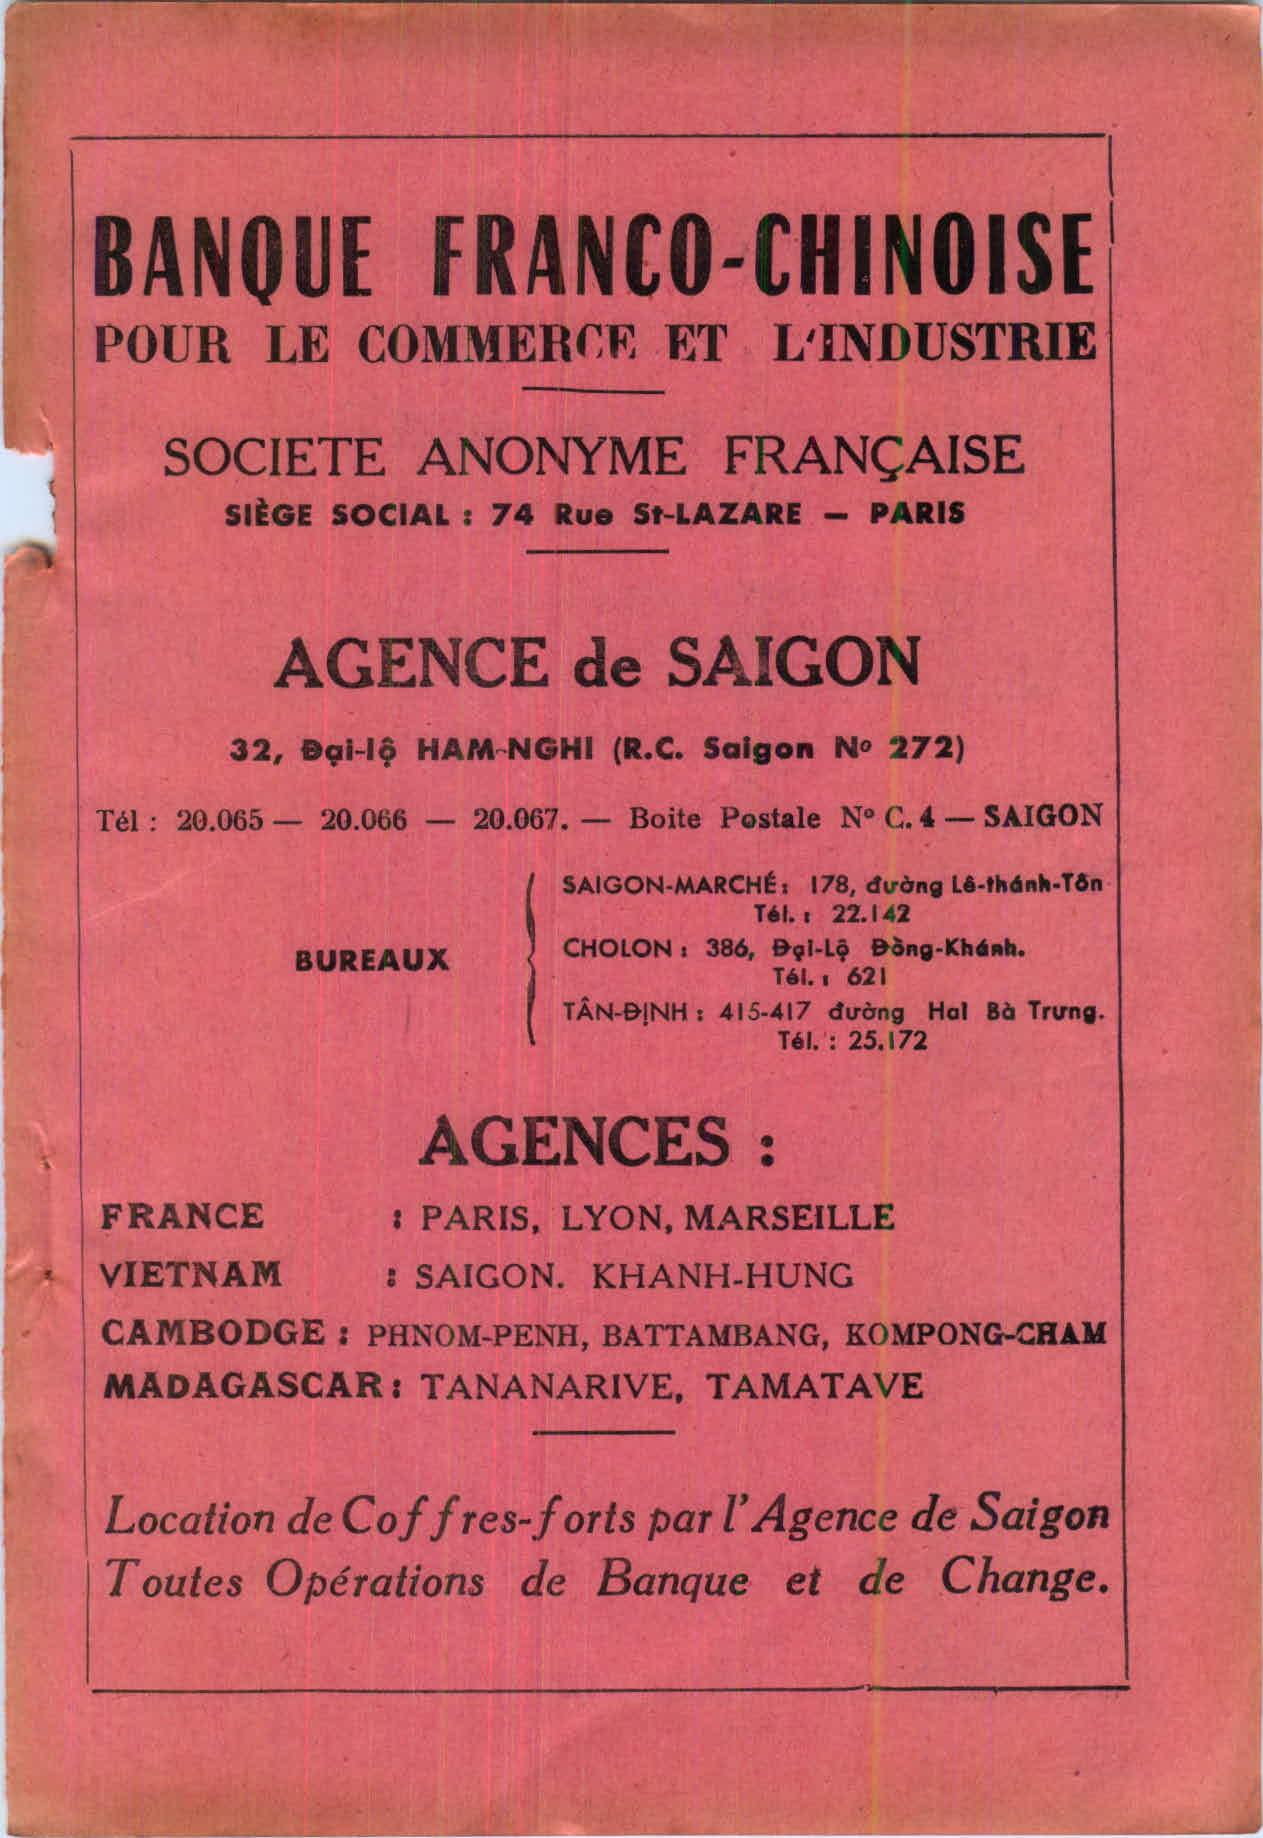 BANQUE FRANCO-CHINOISE
POUR LE COMMERCE ET L'INDUSTRIE
SOCIETE ANONYME FRANÇAISE
SIÈGE SOCIAL : 74 Rue St-LAZARE — PARIS
AGENCE de SAIGON
32, Đại-lộ HAM-NGHI (R.C. Saigon Nº 272)
Tél : 20.065 — 20.066 — 20.067. — Boite Postale Nº C. 4 — SAIGON
SAIGON-MARCHÉ : 178, đường Lê-thánh-Tôn
Tél. : 22.142
BUREAUX
CHOLON : 386, Đại-Lộ Đồng-Khánh.
Tél. : 621
TÂN-ĐỊNH : 415-417 đường Hai Bà Trưng.
Tél. : 25.172
AGENCES :
FRANCE : PARIS, LYON, MARSEILLE
VIETNAM : SAIGON. KHANH-HUNG
CAMBODGE : PHNOM-PENH, BATTAMBANG, KOMPONG-CHAM
MADAGASCAR : TANANARIVE, TAMATAVE
Location de Coffres-forts par l'Agence de Saigon
Toutes Opérations de Banque et de Change.